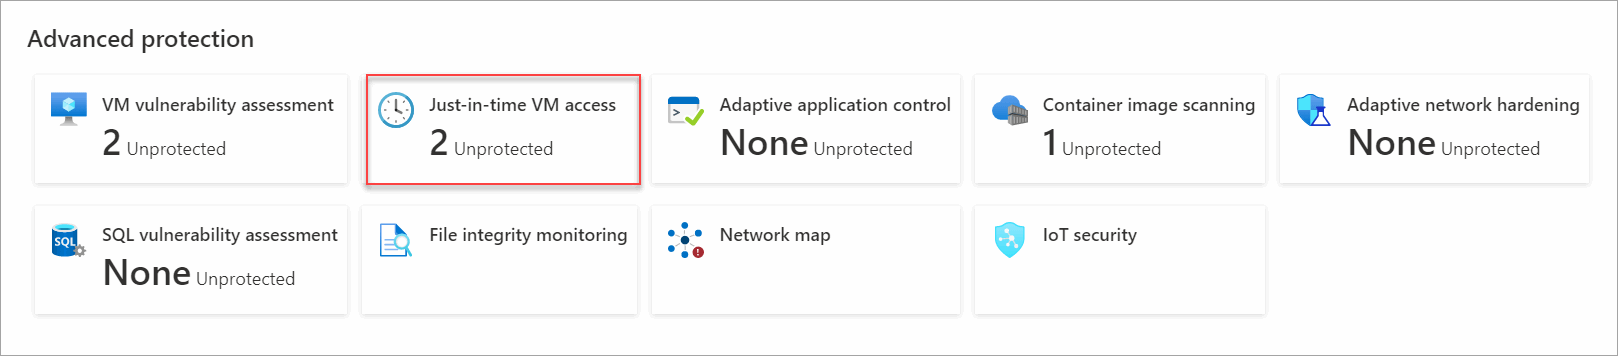 Advanced protection
VM vulnerability assessment
2 Unprotected
Just-in-time VM access
2 Unprotected
Adaptive application control
None Unprotected
Container image scanning
1 Unprotected
Adaptive network hardening
None Unprotected
SQL
SQL vulnerability assessment
None Unprotected
File integrity monitoring
Network map
IoT security